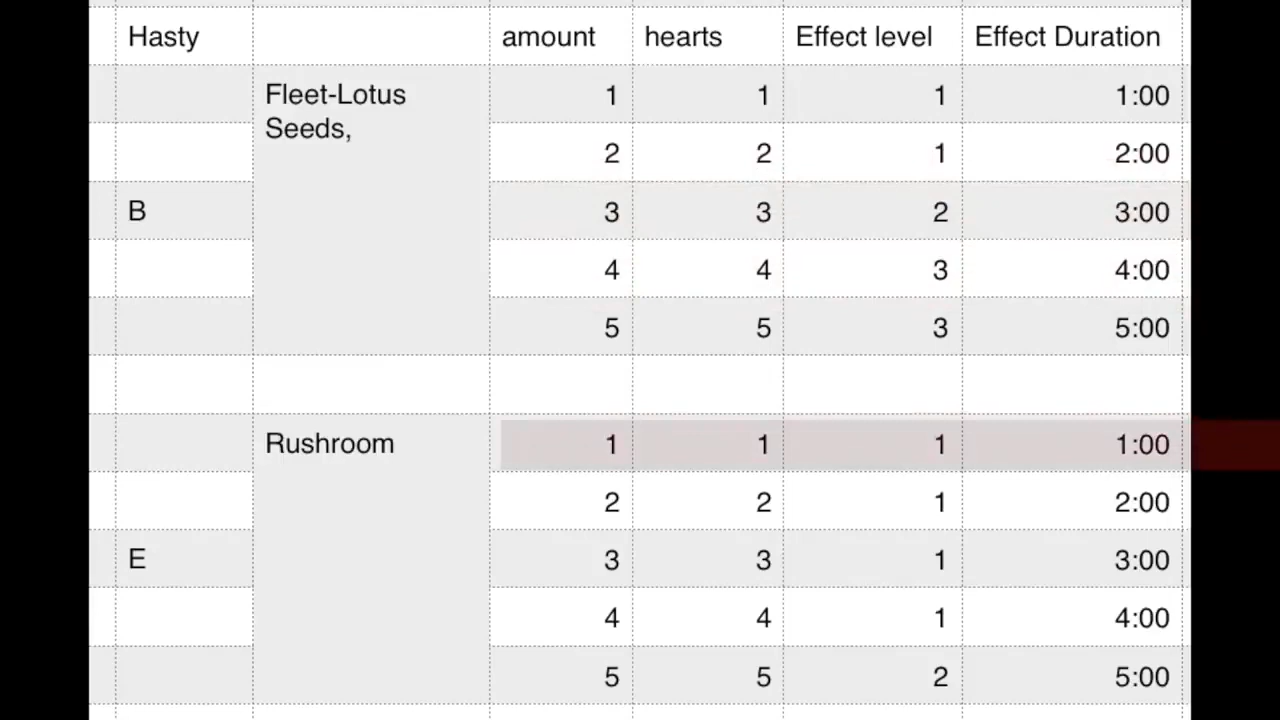 Hasty amount hearts Effect level Effect Duration
Fleet-Lotus 1 1 1 1:00
Seeds,
2 2 1 2:00
B 3 3 2 3:00
4 4 3 4:00
5 5 3 5:00
Rushroom 1 1 1 1:00
2 2 1 2:00
E 3 3 1 3:00
4 4 1 4:00
5 5 2 5:00